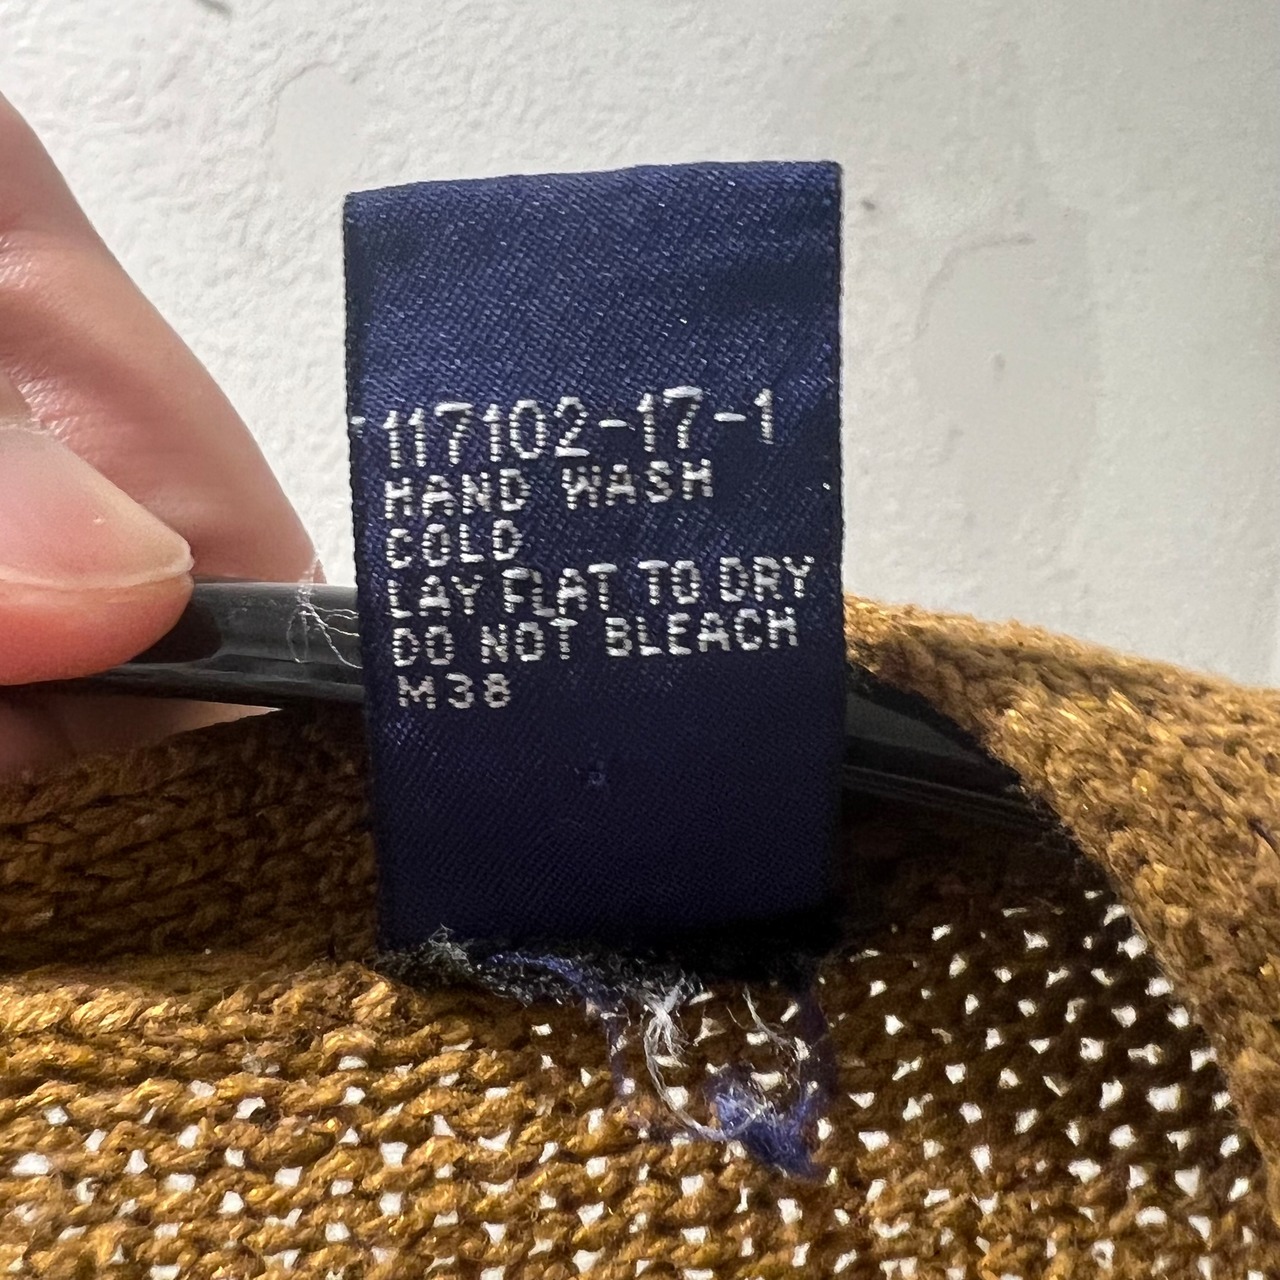 -117102-17-1
HAND WASH
COLD
LAY FLAT TO DRY
DO NOT BLEACH
M38